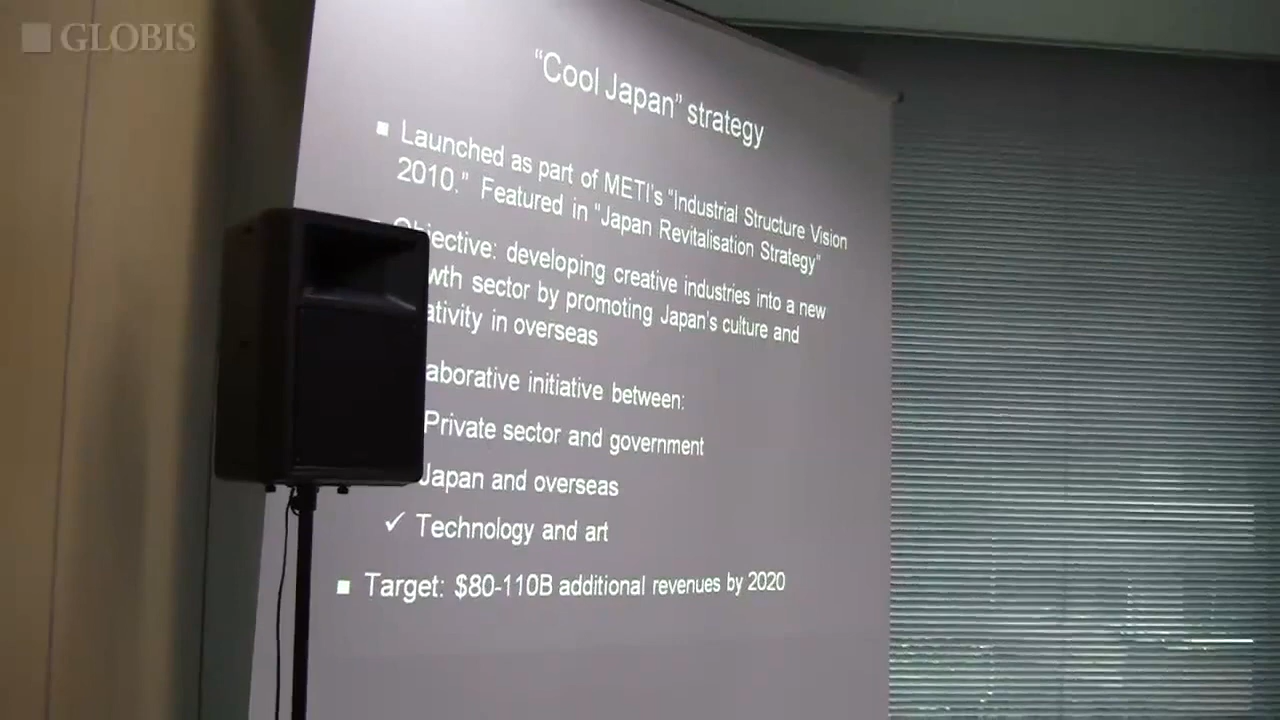 GLOBIS
“Cool Japan” strategy
■ Launched as part of METI's “Industrial Structure Vision
2010.” Featured in “Japan Revitalisation Strategy”
Objective: developing creative industries into a new
wth sector by promoting Japan's culture and
ativity in overseas
aborative initiative between:
Private sector and government
Japan and overseas
✓ Technology and art
■ Target: $80-110B additional revenues by 2020